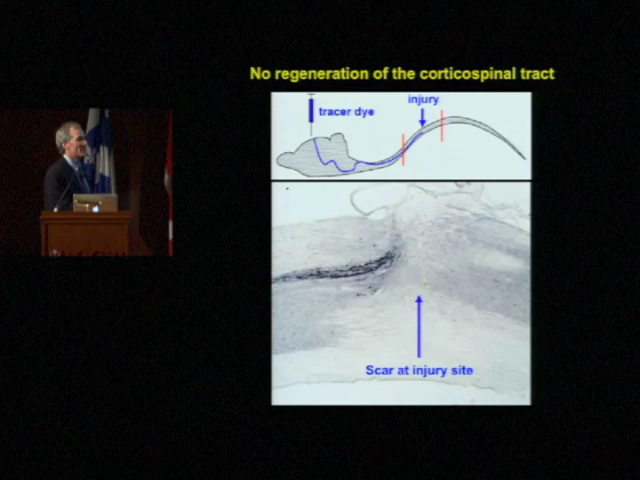 No regeneration of the corticospinal tract
injury
tracer dye
Scar at injury site